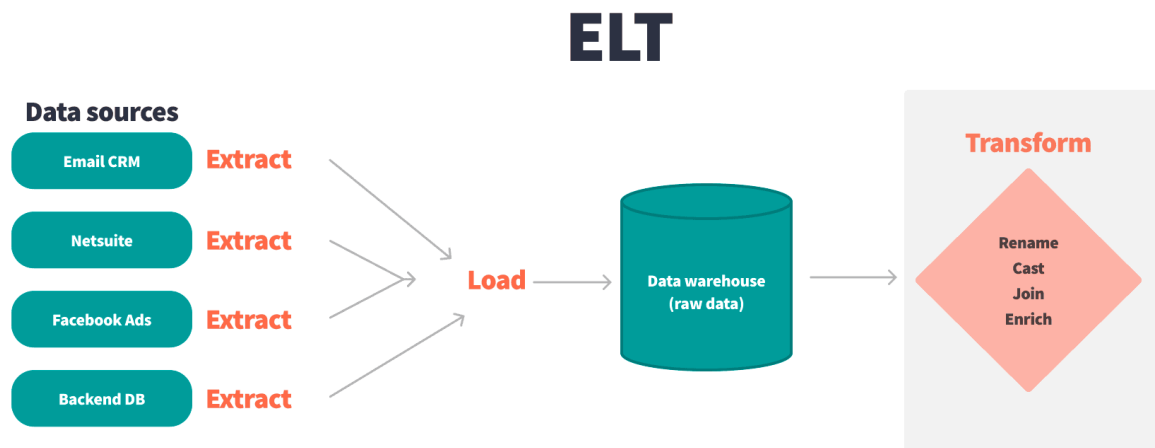 ELT
Data sources
Email CRM
Extract
Netsuite
Extract
Facebook Ads
Extract
Backend DB
Extract
Load
Data warehouse
(raw data)
Transform
Rename
Cast
Join
Enrich